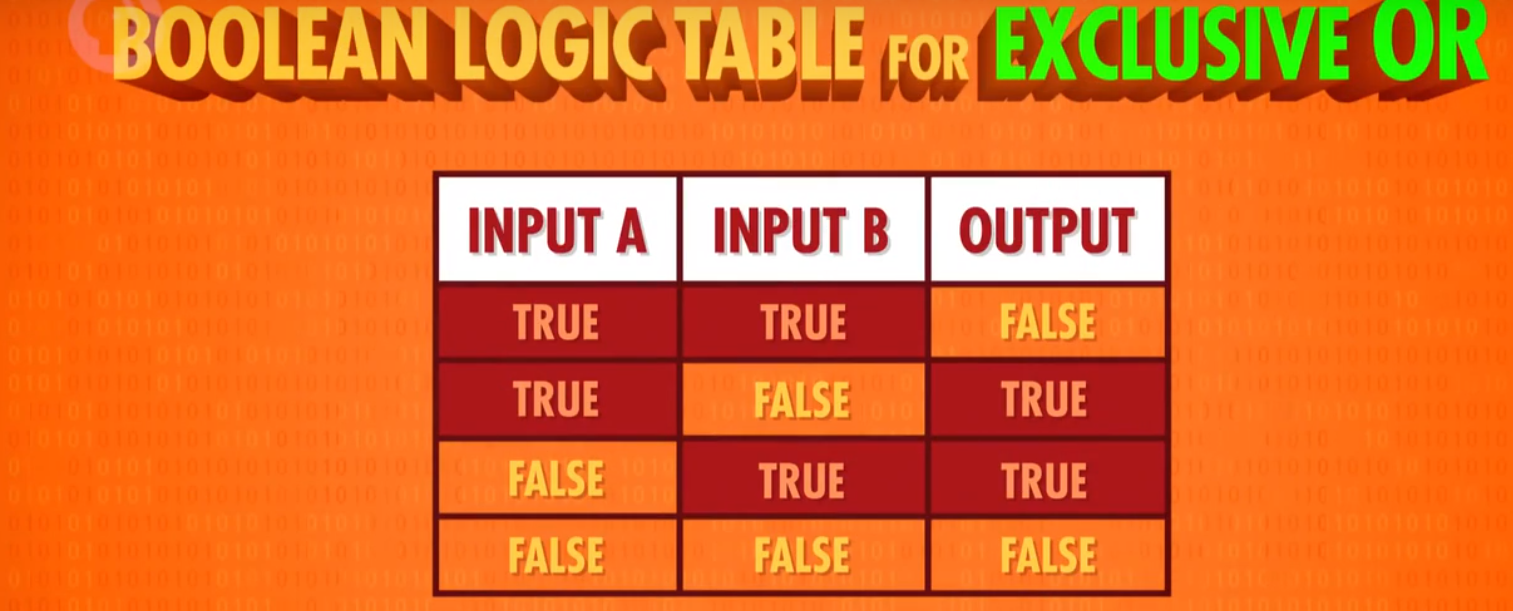 BOOLEAN LOGIC TABLE FOR EXCLUSIVE OR
INPUT A INPUT B OUTPUT
TRUE TRUE FALSE
TRUE FALSE TRUE
FALSE TRUE TRUE
FALSE FALSE FALSE